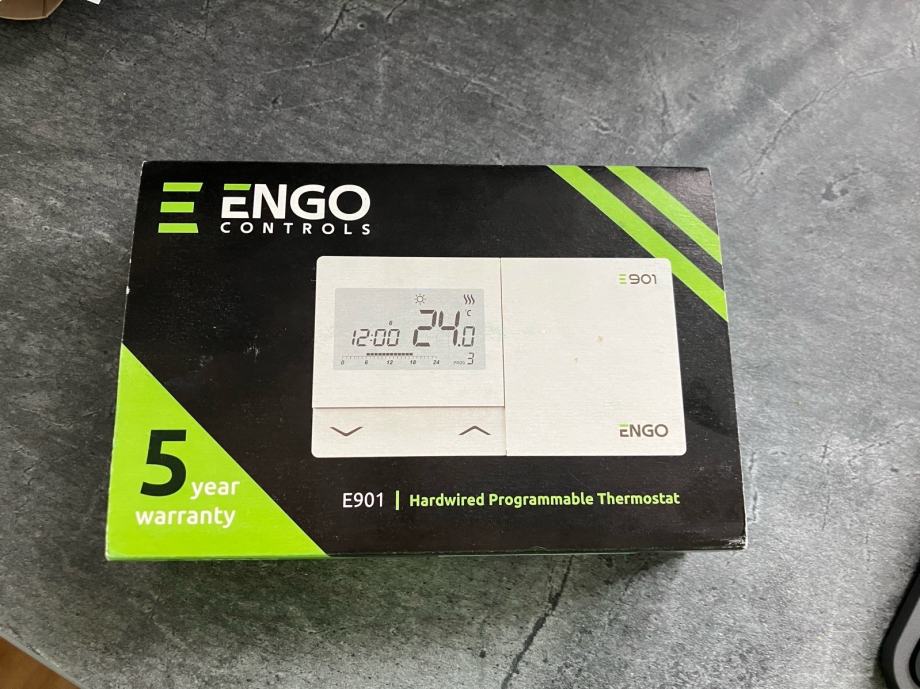 ENGO
CONTROLS
E901
°C
12:00 24.0
0 6 12 18 24 PROG 3
ENGO
5 year
warranty
E901 | Hardwired Programmable Thermostat